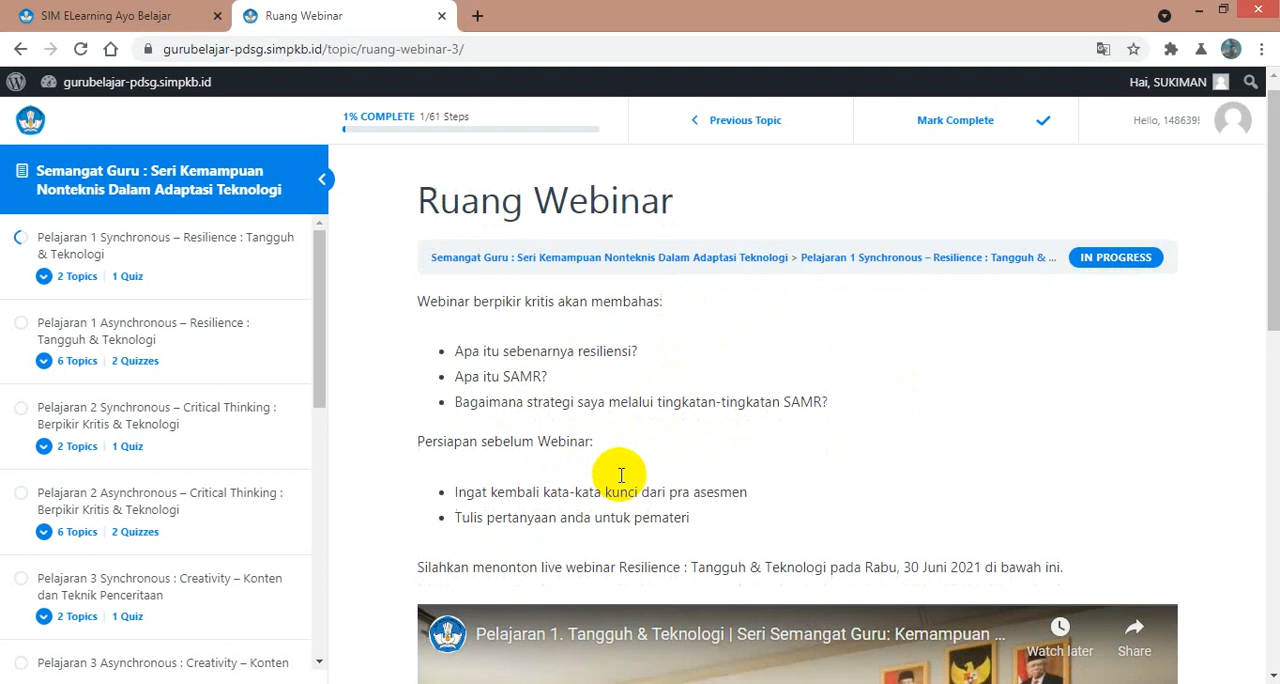 SIM ELearning Ayo Belajar
Ruang Webinar
gurubelajar-pdsg.simpkb.id/topic/ruang-webinar-3/
gurubelajar-pdsg.simpkb.id
Hai, SUKIMAN
1% COMPLETE 1/61 Steps
Previous Topic
Mark Complete
Hello, 148639!
Semangat Guru : Seri Kemampuan
Nonteknis Dalam Adaptasi Teknologi
Pelajaran 1 Synchronous – Resilience : Tangguh
& Teknologi
2 Topics | 1 Quiz
Pelajaran 1 Asynchronous – Resilience :
Tangguh & Teknologi
6 Topics | 2 Quizzes
Pelajaran 2 Synchronous – Critical Thinking :
Berpikir Kritis & Teknologi
2 Topics | 1 Quiz
Pelajaran 2 Asynchronous – Critical Thinking :
Berpikir Kritis & Teknologi
6 Topics | 2 Quizzes
Pelajaran 3 Synchronous : Creativity – Konten
dan Teknik Penceritaan
2 Topics | 1 Quiz
Pelajaran 3 Asynchronous : Creativity – Konten
Ruang Webinar
Semangat Guru : Seri Kemampuan Nonteknis Dalam Adaptasi Teknologi > Pelajaran 1 Synchronous – Resilience : Tangguh & ...
IN PROGRESS
Webinar berpikir kritis akan membahas:
• Apa itu sebenarnya resiliensi?
• Apa itu SAMR?
• Bagaimana strategi saya melalui tingkatan-tingkatan SAMR?
Persiapan sebelum Webinar:
• Ingat kembali kata-kata kunci dari pra asesmen
• Tulis pertanyaan anda untuk pemateri
Silahkan menonton live webinar Resilience : Tangguh & Teknologi pada Rabu, 30 Juni 2021 di bawah ini.
Pelajaran 1. Tangguh & Teknologi | Seri Semangat Guru: Kemampuan ...
Watch later
Share